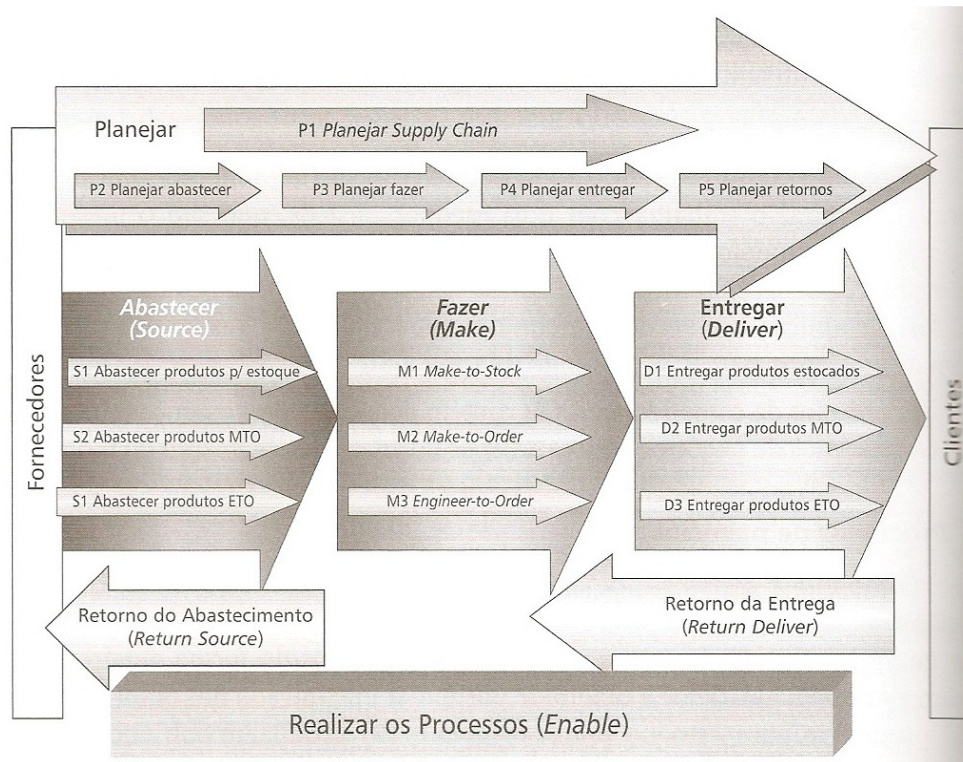 Planejar
P1 Planejar Supply Chain
P2 Planejar abastecer
P3 Planejar fazer
P4 Planejar entregar
P5 Planejar retornos
Fornecedores
Clientes
Abastecer
(Source)
S1 Abastecer produtos p/ estoque
S2 Abastecer produtos MTO
S1 Abastecer produtos ETO
Fazer
(Make)
M1 Make-to-Stock
M2 Make-to-Order
M3 Engineer-to-Order
Entregar
(Deliver)
D1 Entregar produtos estocados
D2 Entregar produtos MTO
D3 Entregar produtos ETO
Retorno do Abastecimento
(Return Source)
Retorno da Entrega
(Return Deliver)
Realizar os Processos (Enable)